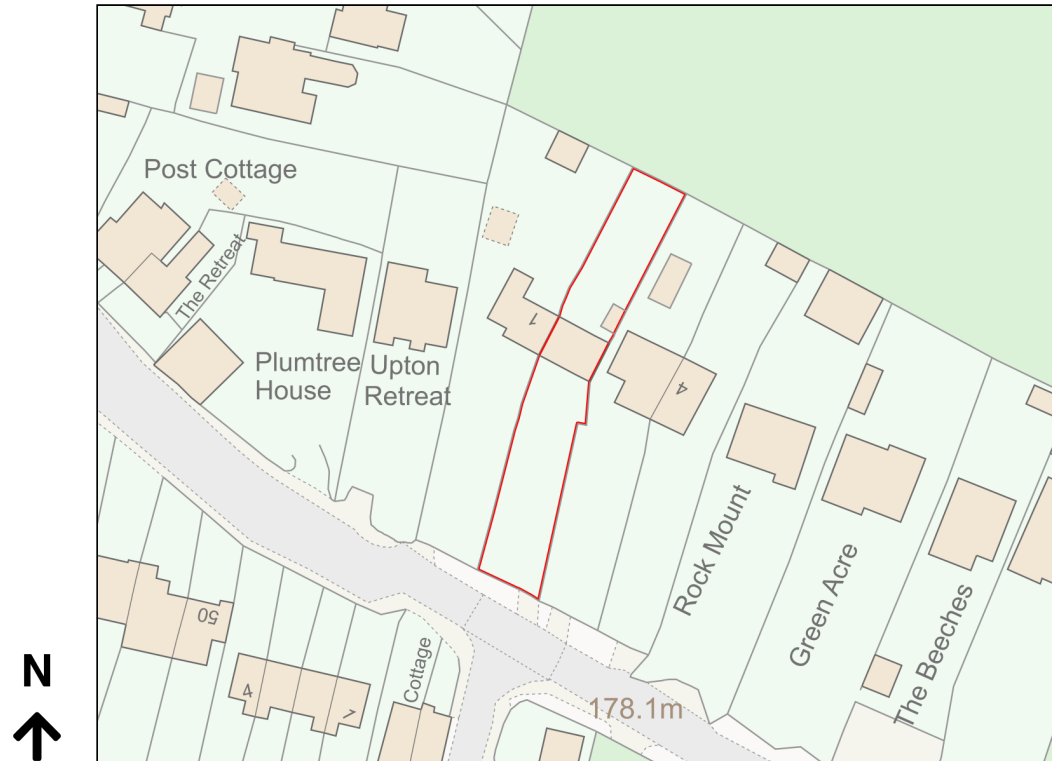 Post Cottage
The Retreat
1
Plumtree
House
Upton
Retreat
4
Rock Mount
Green Acre
The Beeches
50
4
1
Cottage
178.1m
N